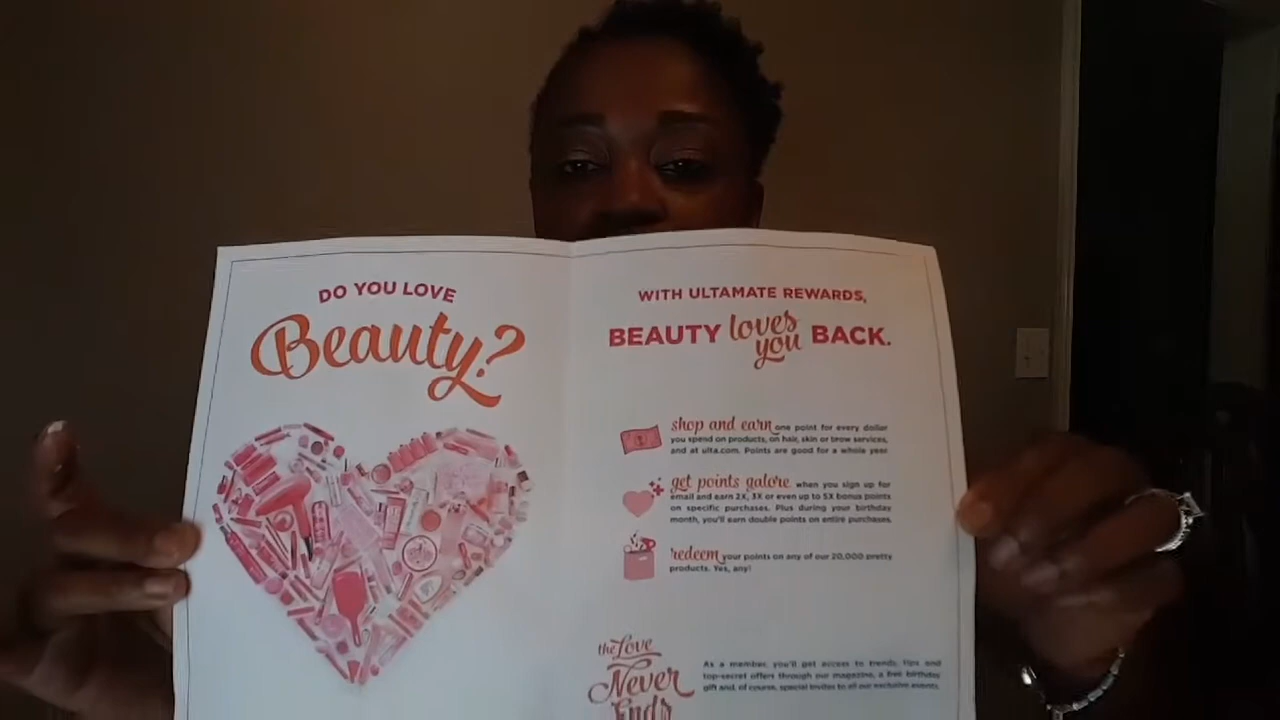 DO YOU LOVE
Beauty?
WITH ULTAMATE REWARDS,
BEAUTY loves you BACK.
shop and earn one point for every dollar
you spend on products, on hair, skin or brow services,
and at ulta.com. Points are good for a whole year
get points galore when you sign up for
email and earn 2X, 3X or even up to 5X bonus points
on specific purchases. Plus during your birthday
month, you'll earn double points on entire purchases.
redeem your points on any of our 20,000 pretty
products. Yes, any!
the Love
Never
Ends
As a member, you'll get access to trends, tips and
top-secret offers through our magazine, a free birthday
gift and, of course, special invites to all our exclusive events.